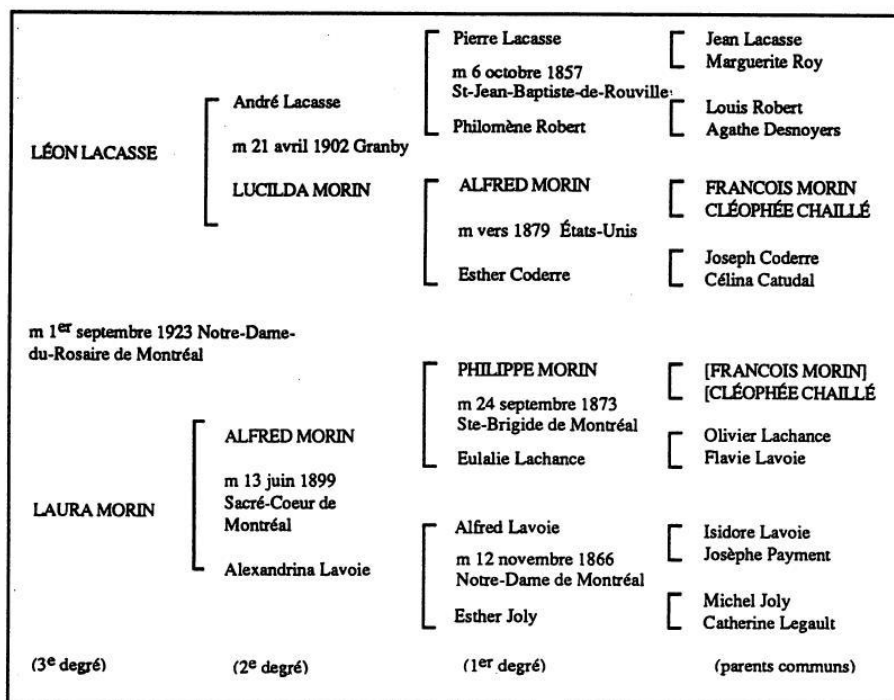 Pierre Lacasse
Jean Lacasse
Marguerite Roy
m 6 octobre 1857
St-Jean-Baptiste-de-Rouville
André Lacasse
Louis Robert
Philomène Robert
Agathe Desnoyers
m 21 avril 1902 Granby
LÉON LACASSE
LUCILDA MORIN
ALFRED MORIN
FRANCOIS MORIN
CLÉOPHÉE CHAILLÉ
m vers 1879 États-Unis
Joseph Coderre
Esther Coderre
Célina Catudal
m 1er septembre 1923 Notre-Dame-
du-Rosaire de Montréal
PHILIPPE MORIN
[FRANCOIS MORIN]
[CLÉOPHÉE CHAILLÉ
m 24 septembre 1873
Ste-Brigide de Montréal
ALFRED MORIN
Olivier Lachance
Eulalie Lachance
Flavie Lavoie
m 13 juin 1899
Sacré-Coeur de
Montréal
LAURA MORIN
Alfred Lavoie
Isidore Lavoie
Josèphe Payment
m 12 novembre 1866
Notre-Dame de Montréal
Alexandrina Lavoie
Michel Joly
Esther Joly
Catherine Legault
(3e degré)
(2e degré)
(1er degré)
(parents communs)